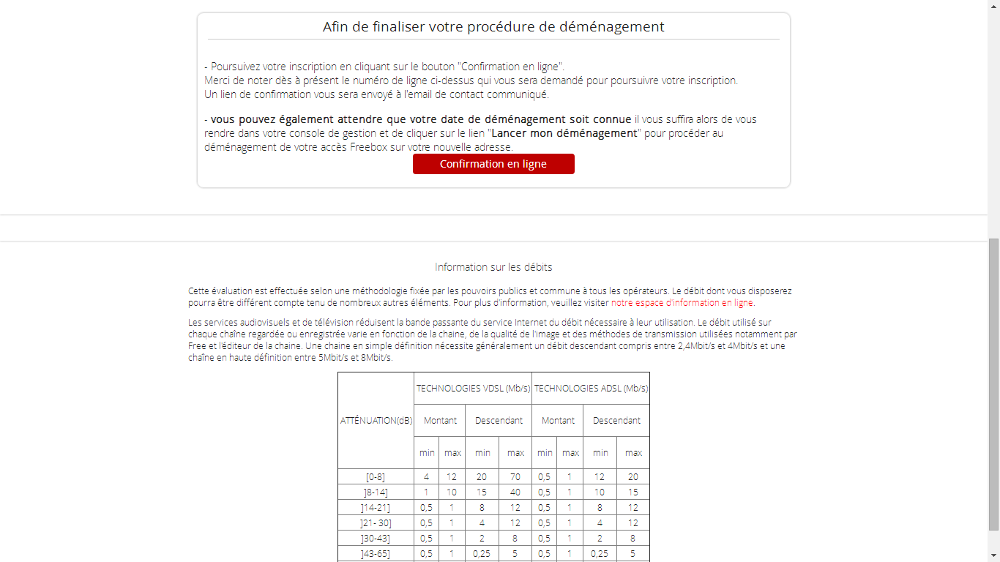 Afin de finaliser votre procédure de déménagement
- Poursuivez votre inscription en cliquant sur le bouton "Confirmation en ligne".
Merci de noter dès à présent le numéro de ligne ci-dessus qui vous sera demandé pour poursuivre votre inscription.
Un lien de confirmation vous sera envoyé à l'email de contact communiqué.
- vous pouvez également attendre que votre date de déménagement soit connue il vous suffira alors de vous
rendre dans votre console de gestion et de cliquer sur le lien "Lancer mon déménagement" pour procéder au
déménagement de votre accès Freebox sur votre nouvelle adresse.
Confirmation en ligne
Information sur les débits
Cette évaluation est effectuée selon une méthodologie fixée par les pouvoirs publics et commune à tous les opérateurs. Le débit dont vous disposerez
pourra être différent compte tenu de nombreux autres éléments. Pour plus d'information, veuillez visiter notre espace d'information en ligne.
Les services audiovisuels et de télévision réduisent la bande passante du service Internet du débit nécessaire à leur utilisation. Le débit utilisé sur
chaque chaîne regardée ou enregistrée varie en fonction de la chaine, de la qualité de l'image et des méthodes de transmission utilisées notamment par
Free et l'éditeur de la chaine. Une chaine en simple définition nécessite généralement un débit descendant compris entre 2,4Mbit/s et 4Mbit/s et une
chaîne en haute définition entre 5Mbit/s et 8Mbit/s.
TECHNOLOGIES VDSL (Mb/s) TECHNOLOGIES ADSL (Mb/s)
ATTÉNUATION(dB) Montant Descendant Montant Descendant
min max min max min max min max
[0-8] 4 12 20 70 0,5 1 12 20
]8-14] 1 10 15 40 0,5 1 10 15
]14-21] 0,5 1 8 12 0,5 1 8 12
]21- 30] 0,5 1 4 12 0,5 1 4 12
]30-43] 0,5 1 2 8 0,5 1 2 8
]43-65] 0,5 1 0,25 5 0,5 1 0,25 5